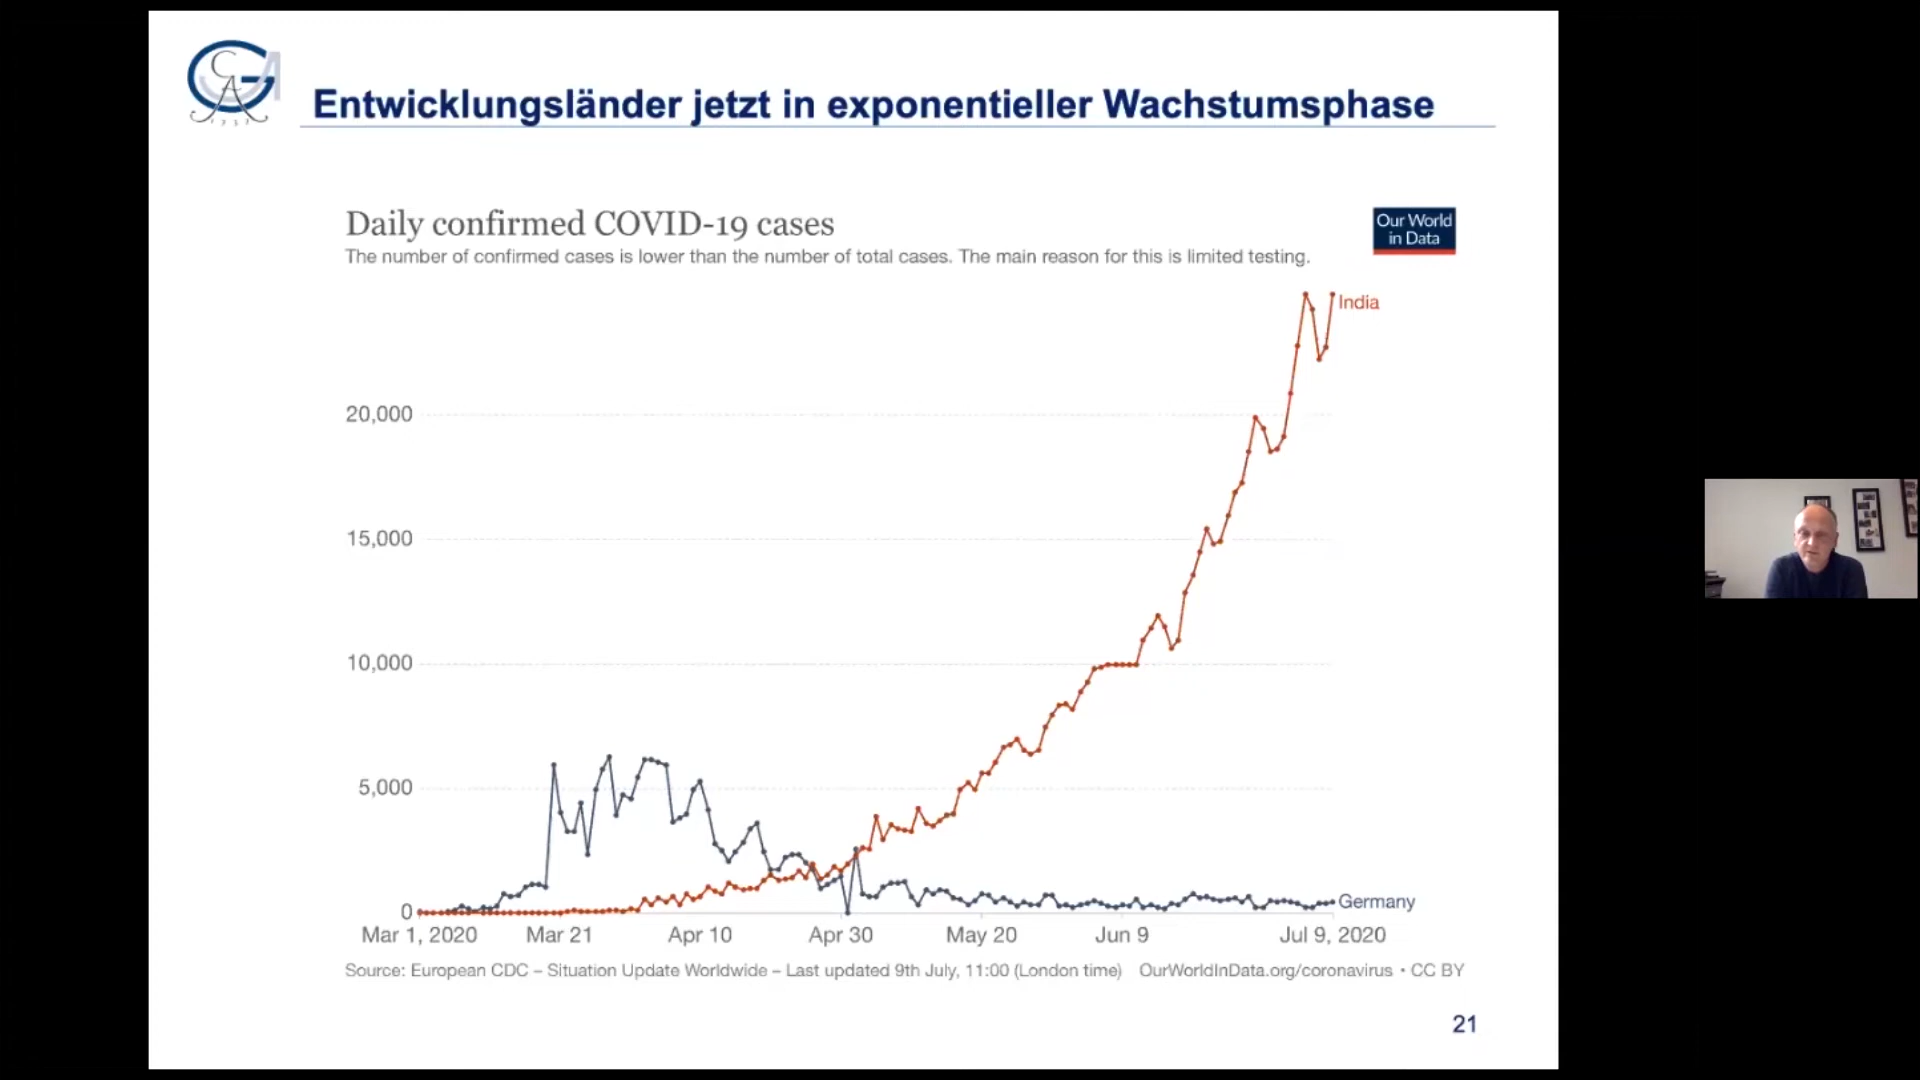 Entwicklungsländer jetzt in exponentieller Wachstumsphase
Daily confirmed COVID-19 cases
The number of confirmed cases is lower than the number of total cases. The main reason for this is limited testing.
Our World
in Data
India
20,000
15,000
10,000
5,000
0
Germany
Mar 1, 2020 Mar 21 Apr 10 Apr 30 May 20 Jun 9 Jul 9, 2020
Source: European CDC – Situation Update Worldwide – Last updated 9th July, 11:00 (London time) OurWorldInData.org/coronavirus • CC BY
21